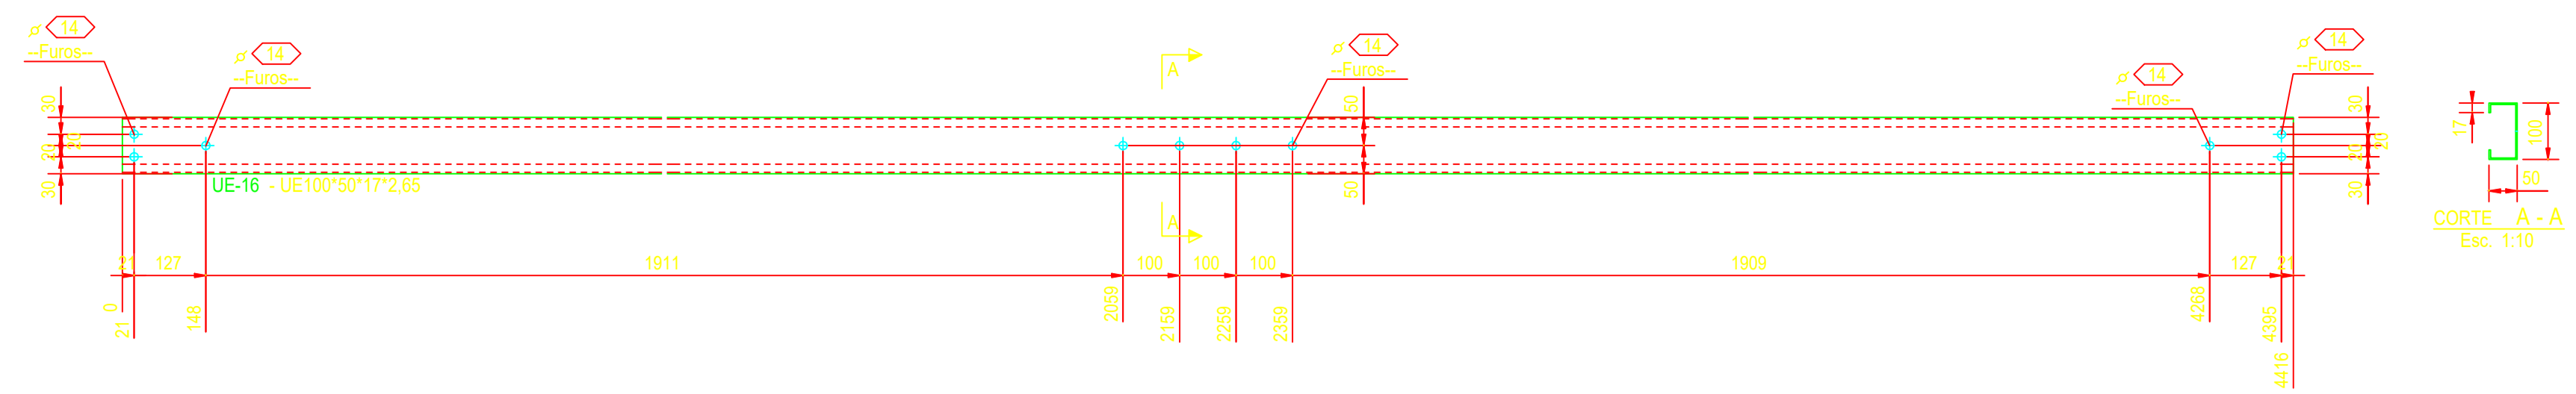 14
--Furos--
14
--Furos--
14
--Furos--
14
--Furos--
14
--Furos--
A
30
20
20
30
50
50
30
20
20
30
17
100
50
UE-16 - UE100*50*17*2,65
A
CORTE A - A
Esc. 1:10
21 127 1911 100 100 100 1909 127 21
0 21 148 2059 2159 2259 2359 4268 4395 4416